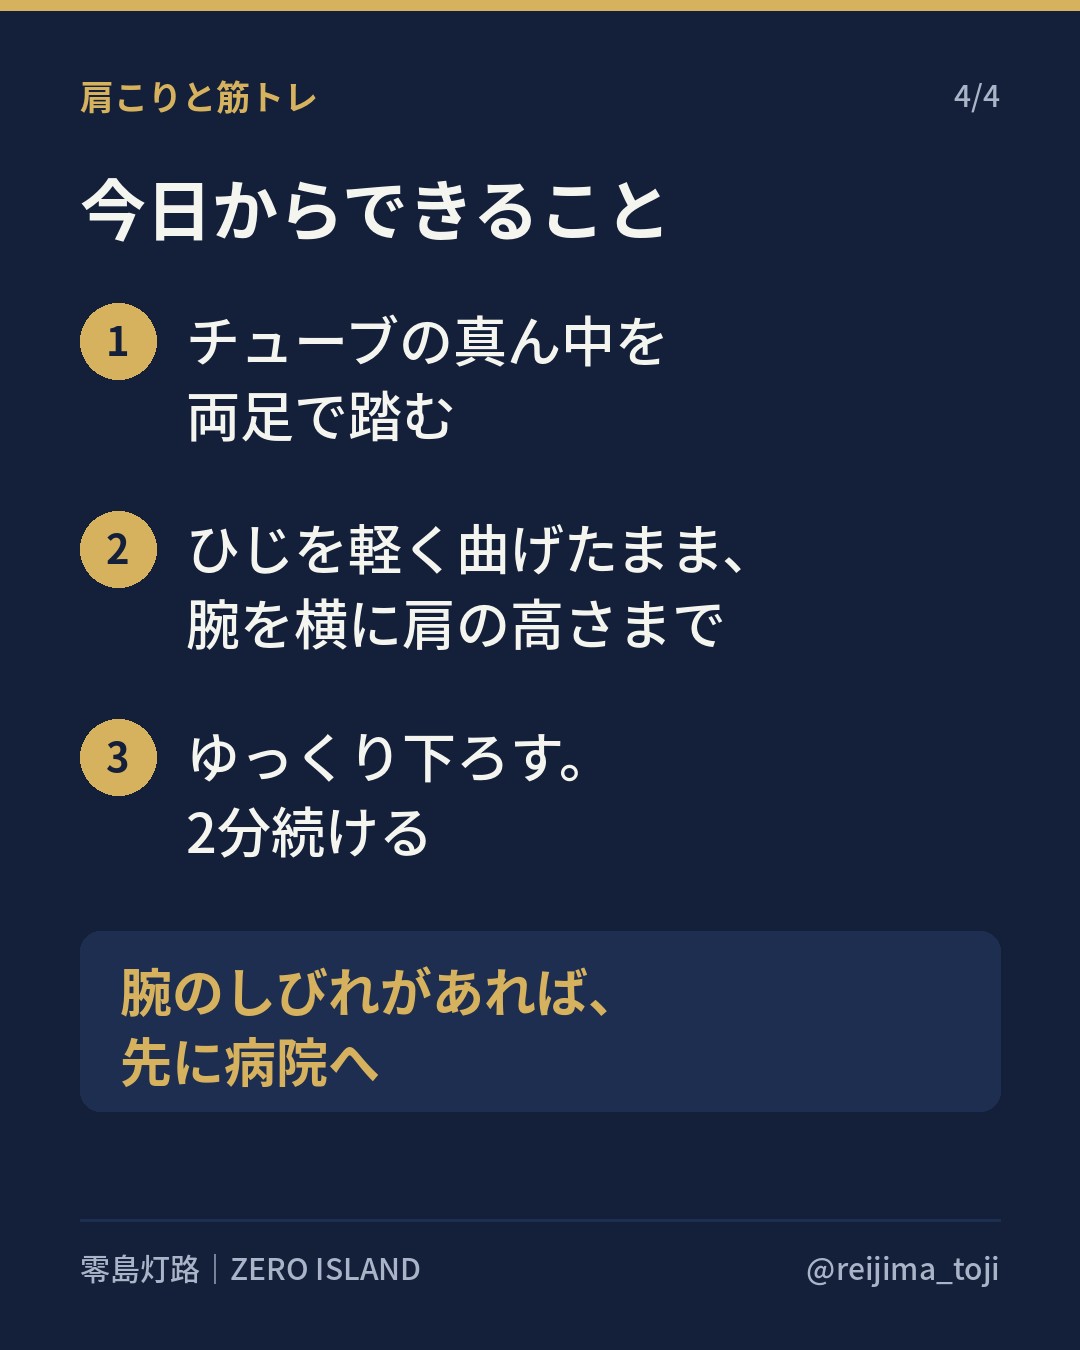 肩こりと筋トレ
4/4
今日からできること
1 チューブの真ん中を
両足で踏む
2 ひじを軽く曲げたまま、
腕を横に肩の高さまで
3 ゆっくり下ろす。
2分続ける
腕のしびれがあれば、
先に病院へ
零島灯路｜ZERO ISLAND
@reijima_toji